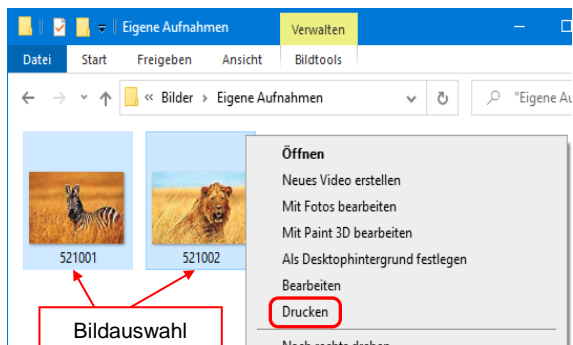 Eigene Aufnahmen
Verwalten
Datei Start Freigeben Ansicht Bildtools
« Bilder › Eigene Aufnahmen
"Eigene Au
521001
521002
Öffnen
Neues Video erstellen
Mit Fotos bearbeiten
Mit Paint 3D bearbeiten
Als Desktophintergrund festlegen
Bearbeiten
Drucken
Bildauswahl